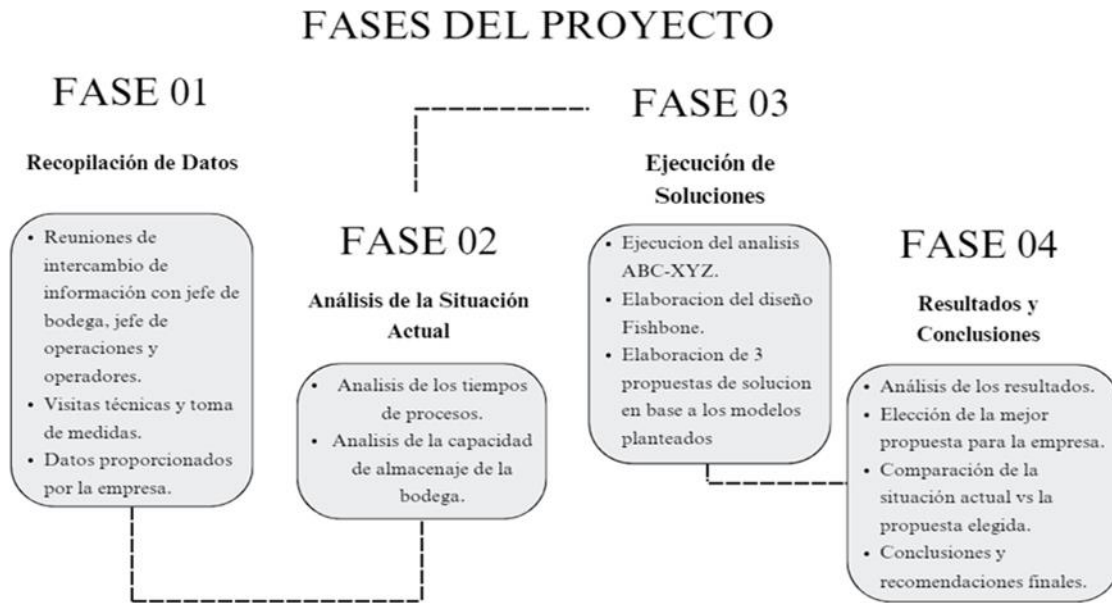 FASES DEL PROYECTO
FASE 01
Recopilación de Datos
• Reuniones de
intercambio de
información con jefe de
bodega, jefe de
operaciones y
operadores.
• Visitas técnicas y toma
de medidas.
• Datos proporcionados
por la empresa.
FASE 02
Análisis de la Situación
Actual
• Analisis de los tiempos
de procesos.
• Analisis de la capacidad
de almacenaje de la
bodega.
FASE 03
Ejecución de
Soluciones
• Ejecucion del analisis
ABC-XYZ.
• Elaboracion del diseño
Fishbone.
• Elaboracion de 3
propuestas de solucion
en base a los modelos
planteados
FASE 04
Resultados y
Conclusiones
• Análisis de los resultados.
• Elección de la mejor
propuesta para la empresa.
• Comparación de la
situación actual vs la
propuesta elegida.
• Conclusiones y
recomendaciones finales.